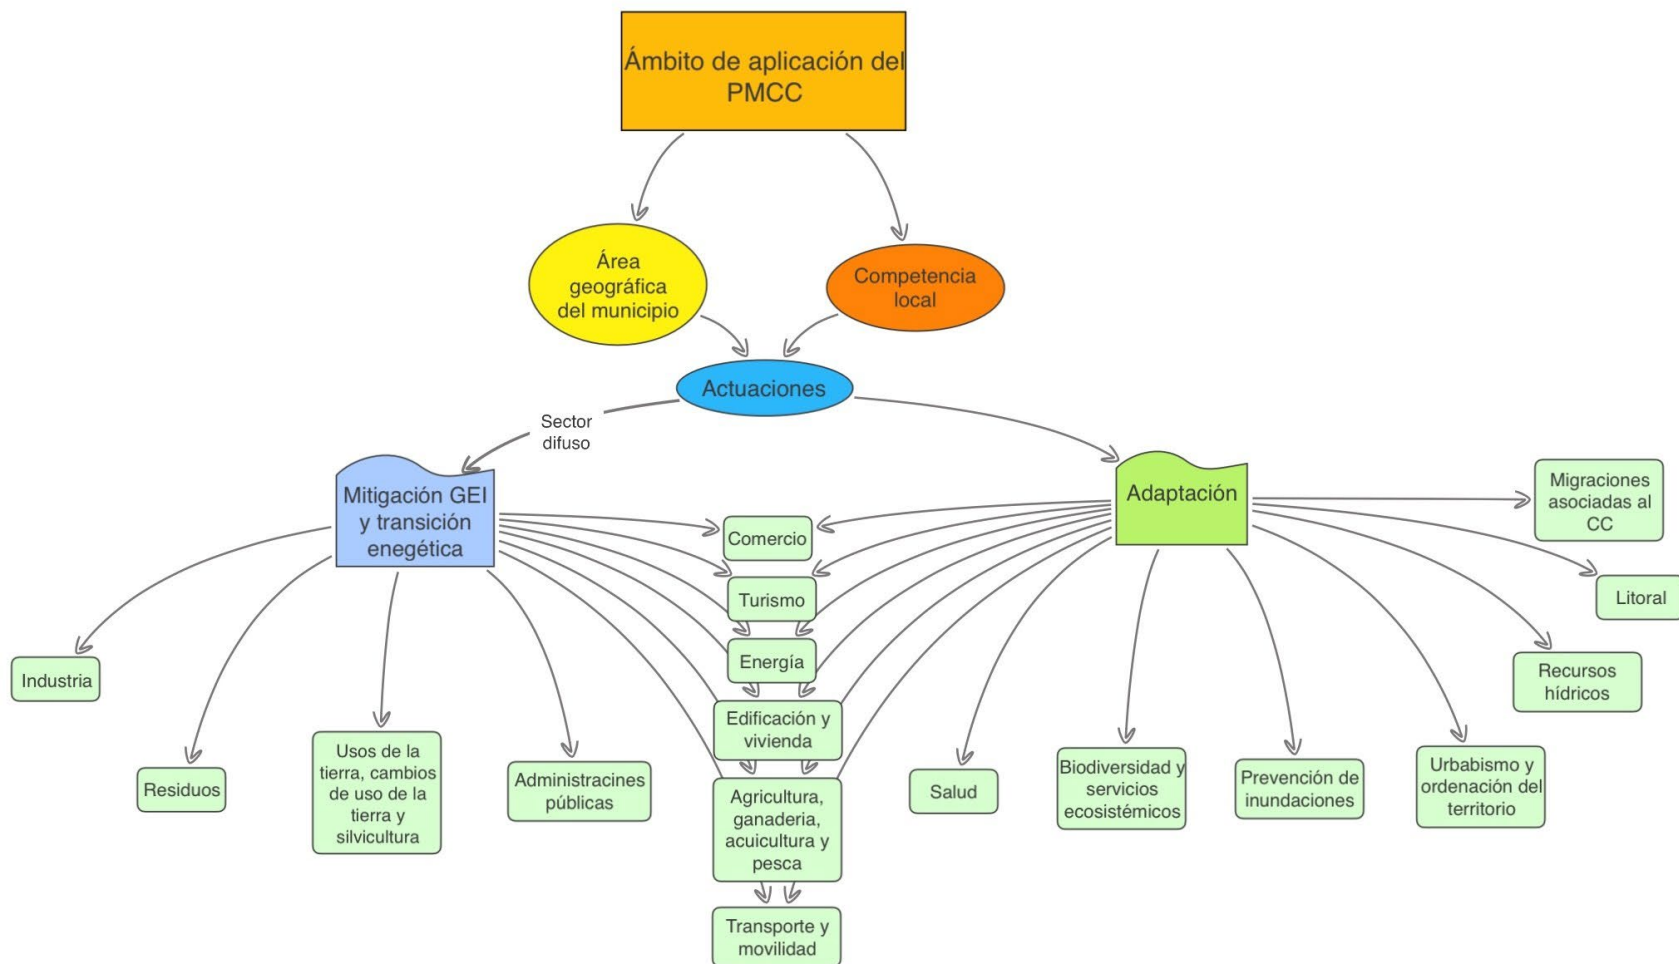 Ámbito de aplicación del
PMCC
Área
geográfica
del municipio
Competencia
local
Actuaciones
Sector
difuso
Mitigación GEI
y transición
enegética
Adaptación
Migraciones
asociadas al
CC
Comercio
Turismo
Litoral
Energía
Industria
Recursos
hídricos
Edificación y
vivienda
Residuos
Usos de la
tierra, cambios
de uso de la
tierra y
silvicultura
Administracines
públicas
Agricultura,
ganaderia,
acuicultura y
pesca
Salud
Biodiversidad y
servicios
ecosistémicos
Prevención de
inundaciones
Urbabismo y
ordenación del
territorio
Transporte y
movilidad